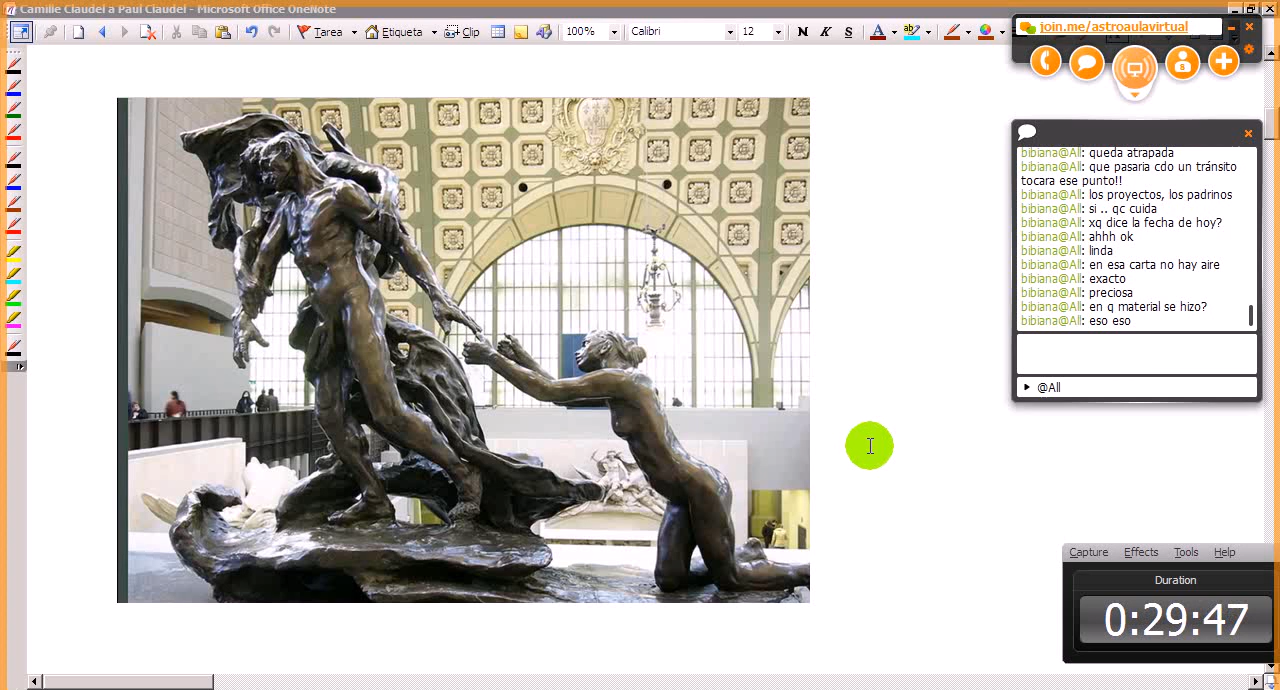 Camille Claudel a Paul Claudel - Microsoft Office OneNote
Tareas Etiqueta Clip 100% Calibri 12 N K S
join.me/astroaulavirtual
bibiana@All: queda atrapada
bibiana@All: que pasaria cdo un tránsito
tocara ese punto!!
bibiana@All: los proyectos, los padrinos
bibiana@All: si .. qc cuida
bibiana@All: xq dice la fecha de hoy?
bibiana@All: ahhh ok
bibiana@All: linda
bibiana@All: en esa carta no hay aire
bibiana@All: exacto
bibiana@All: preciosa
bibiana@All: en q material se hizo?
bibiana@All: eso eso
@All
Capture Effects Tools Help
Duration
0:29:47